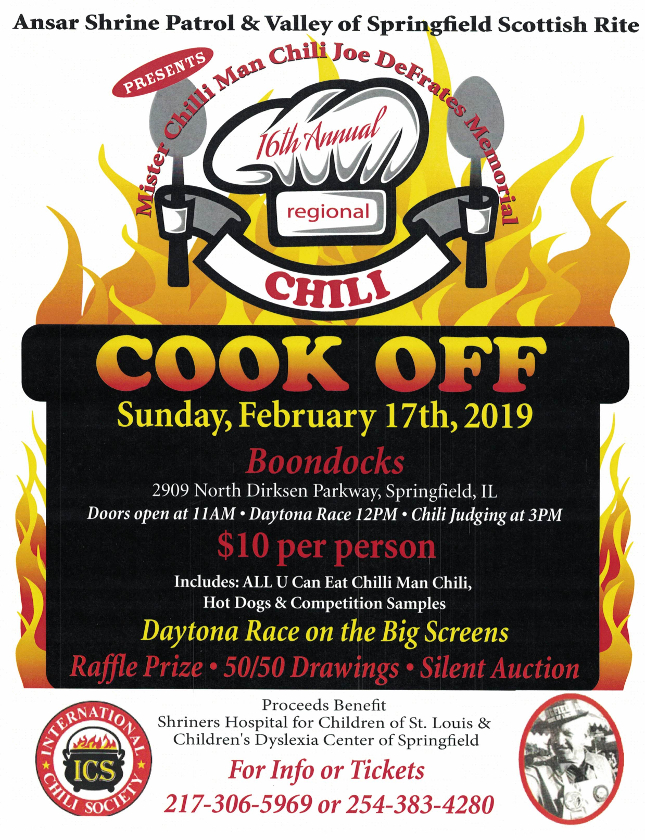 Ansar Shrine Patrol & Valley of Springfield Scottish Rite
PRESENTS
Mister Chilli Man Chili Joe DeFrates Memorial
16th Annual
regional
CHILI
COOK OFF
Sunday, February 17th, 2019
Boondocks
2909 North Dirksen Parkway, Springfield, IL
Doors open at 11AM • Daytona Race 12PM • Chili Judging at 3PM
$10 per person
Includes: ALL U Can Eat Chilli Man Chili,
Hot Dogs & Competition Samples
Daytona Race on the Big Screens
Raffle Prize • 50/50 Drawings • Silent Auction
Proceeds Benefit
Shriners Hospital for Children of St. Louis &
Children's Dyslexia Center of Springfield
For Info or Tickets
217-306-5969 or 254-383-4280
INTERNATIONAL
ICS
CHILI SOCIETY